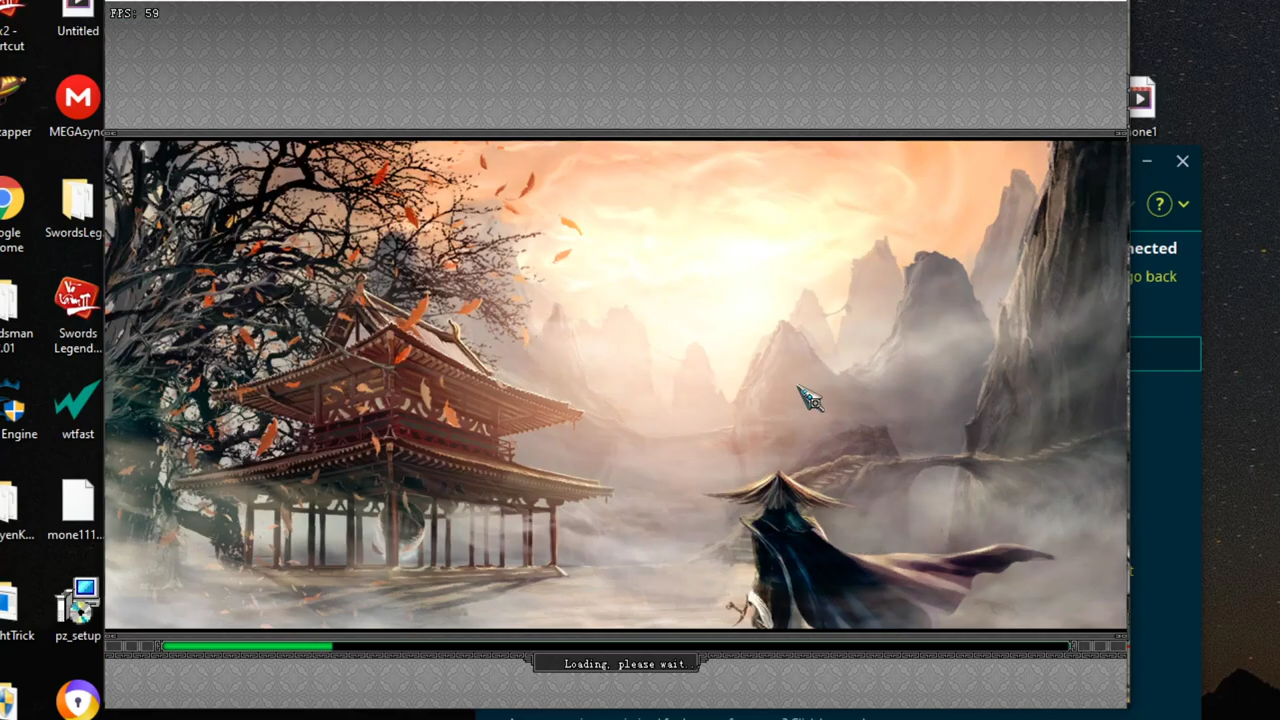 FPS: 59
x2 -
rtcut
Untitled
capper
MEGAsync
one1
ogle
ome
SwordsLeg
?
nected
go back
dsman
.01
Swords
Legend...
Engine
wtfast
yenK...
mone111...
htTrick
pz_setup
Loading, please wait..